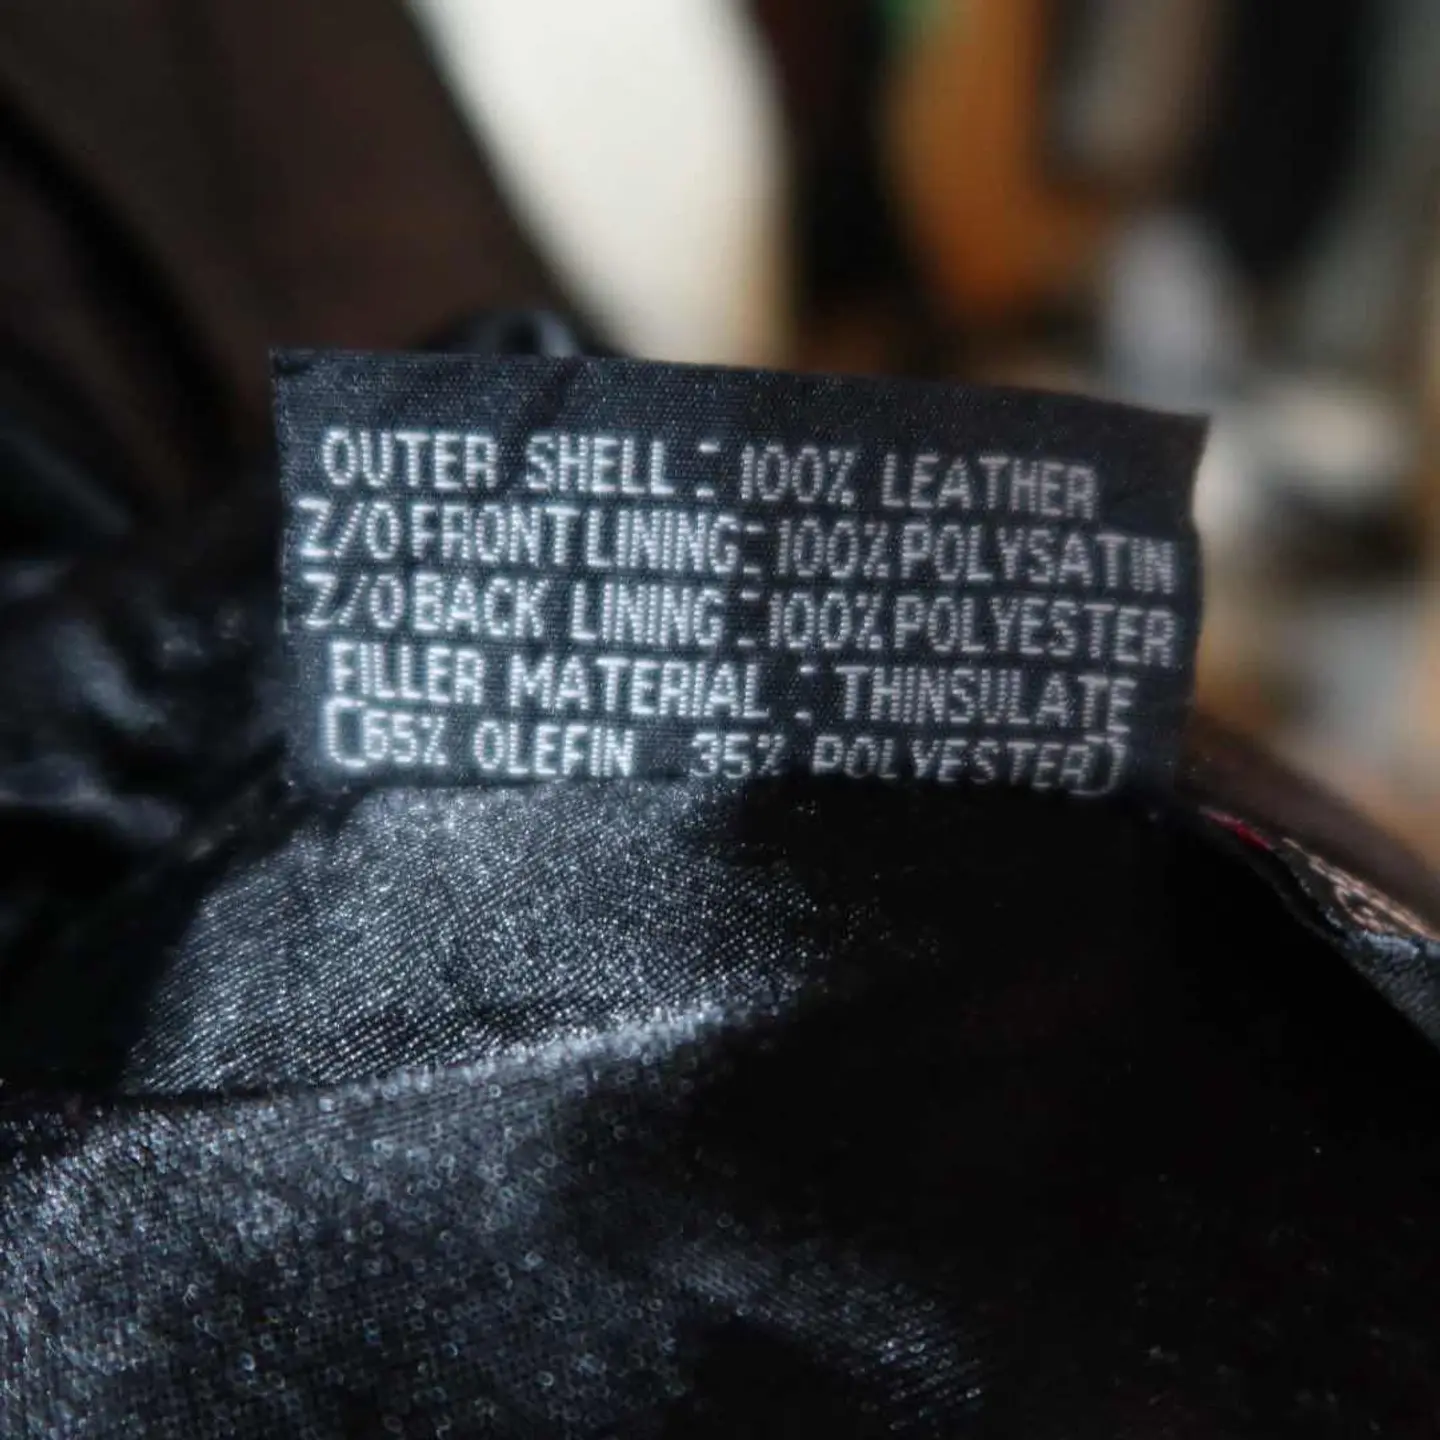 OUTER SHELL : 100% LEATHER
Z/O FRONT LINING : 100% POLYSATIN
Z/O BACK LINING : 100% POLYESTER
FILLER MATERIAL : THINSULATE
(65% OLEFIN 35% POLYESTER)